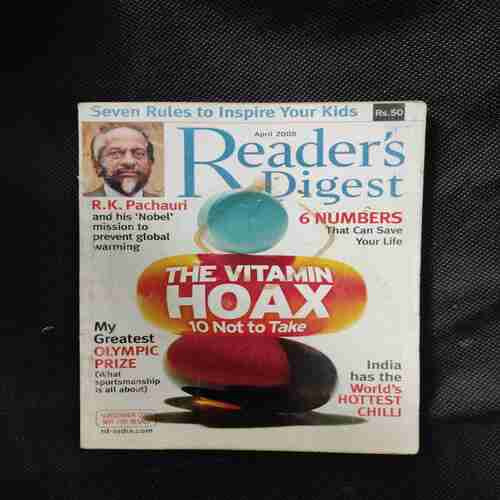 Seven Rules to Inspire Your Kids Rs.50
April 2008
Reader's
Digest
R.K. Pachauri
and his 'Nobel'
mission to
prevent global
warming
6 NUMBERS
That Can Save
Your Life
THE VITAMIN
HOAX
10 Not to Take
My
Greatest
OLYMPIC
PRIZE
(What
sportsmanship
is all about)
India
has the
World's
HOTTEST
CHILLI
rd-india.com